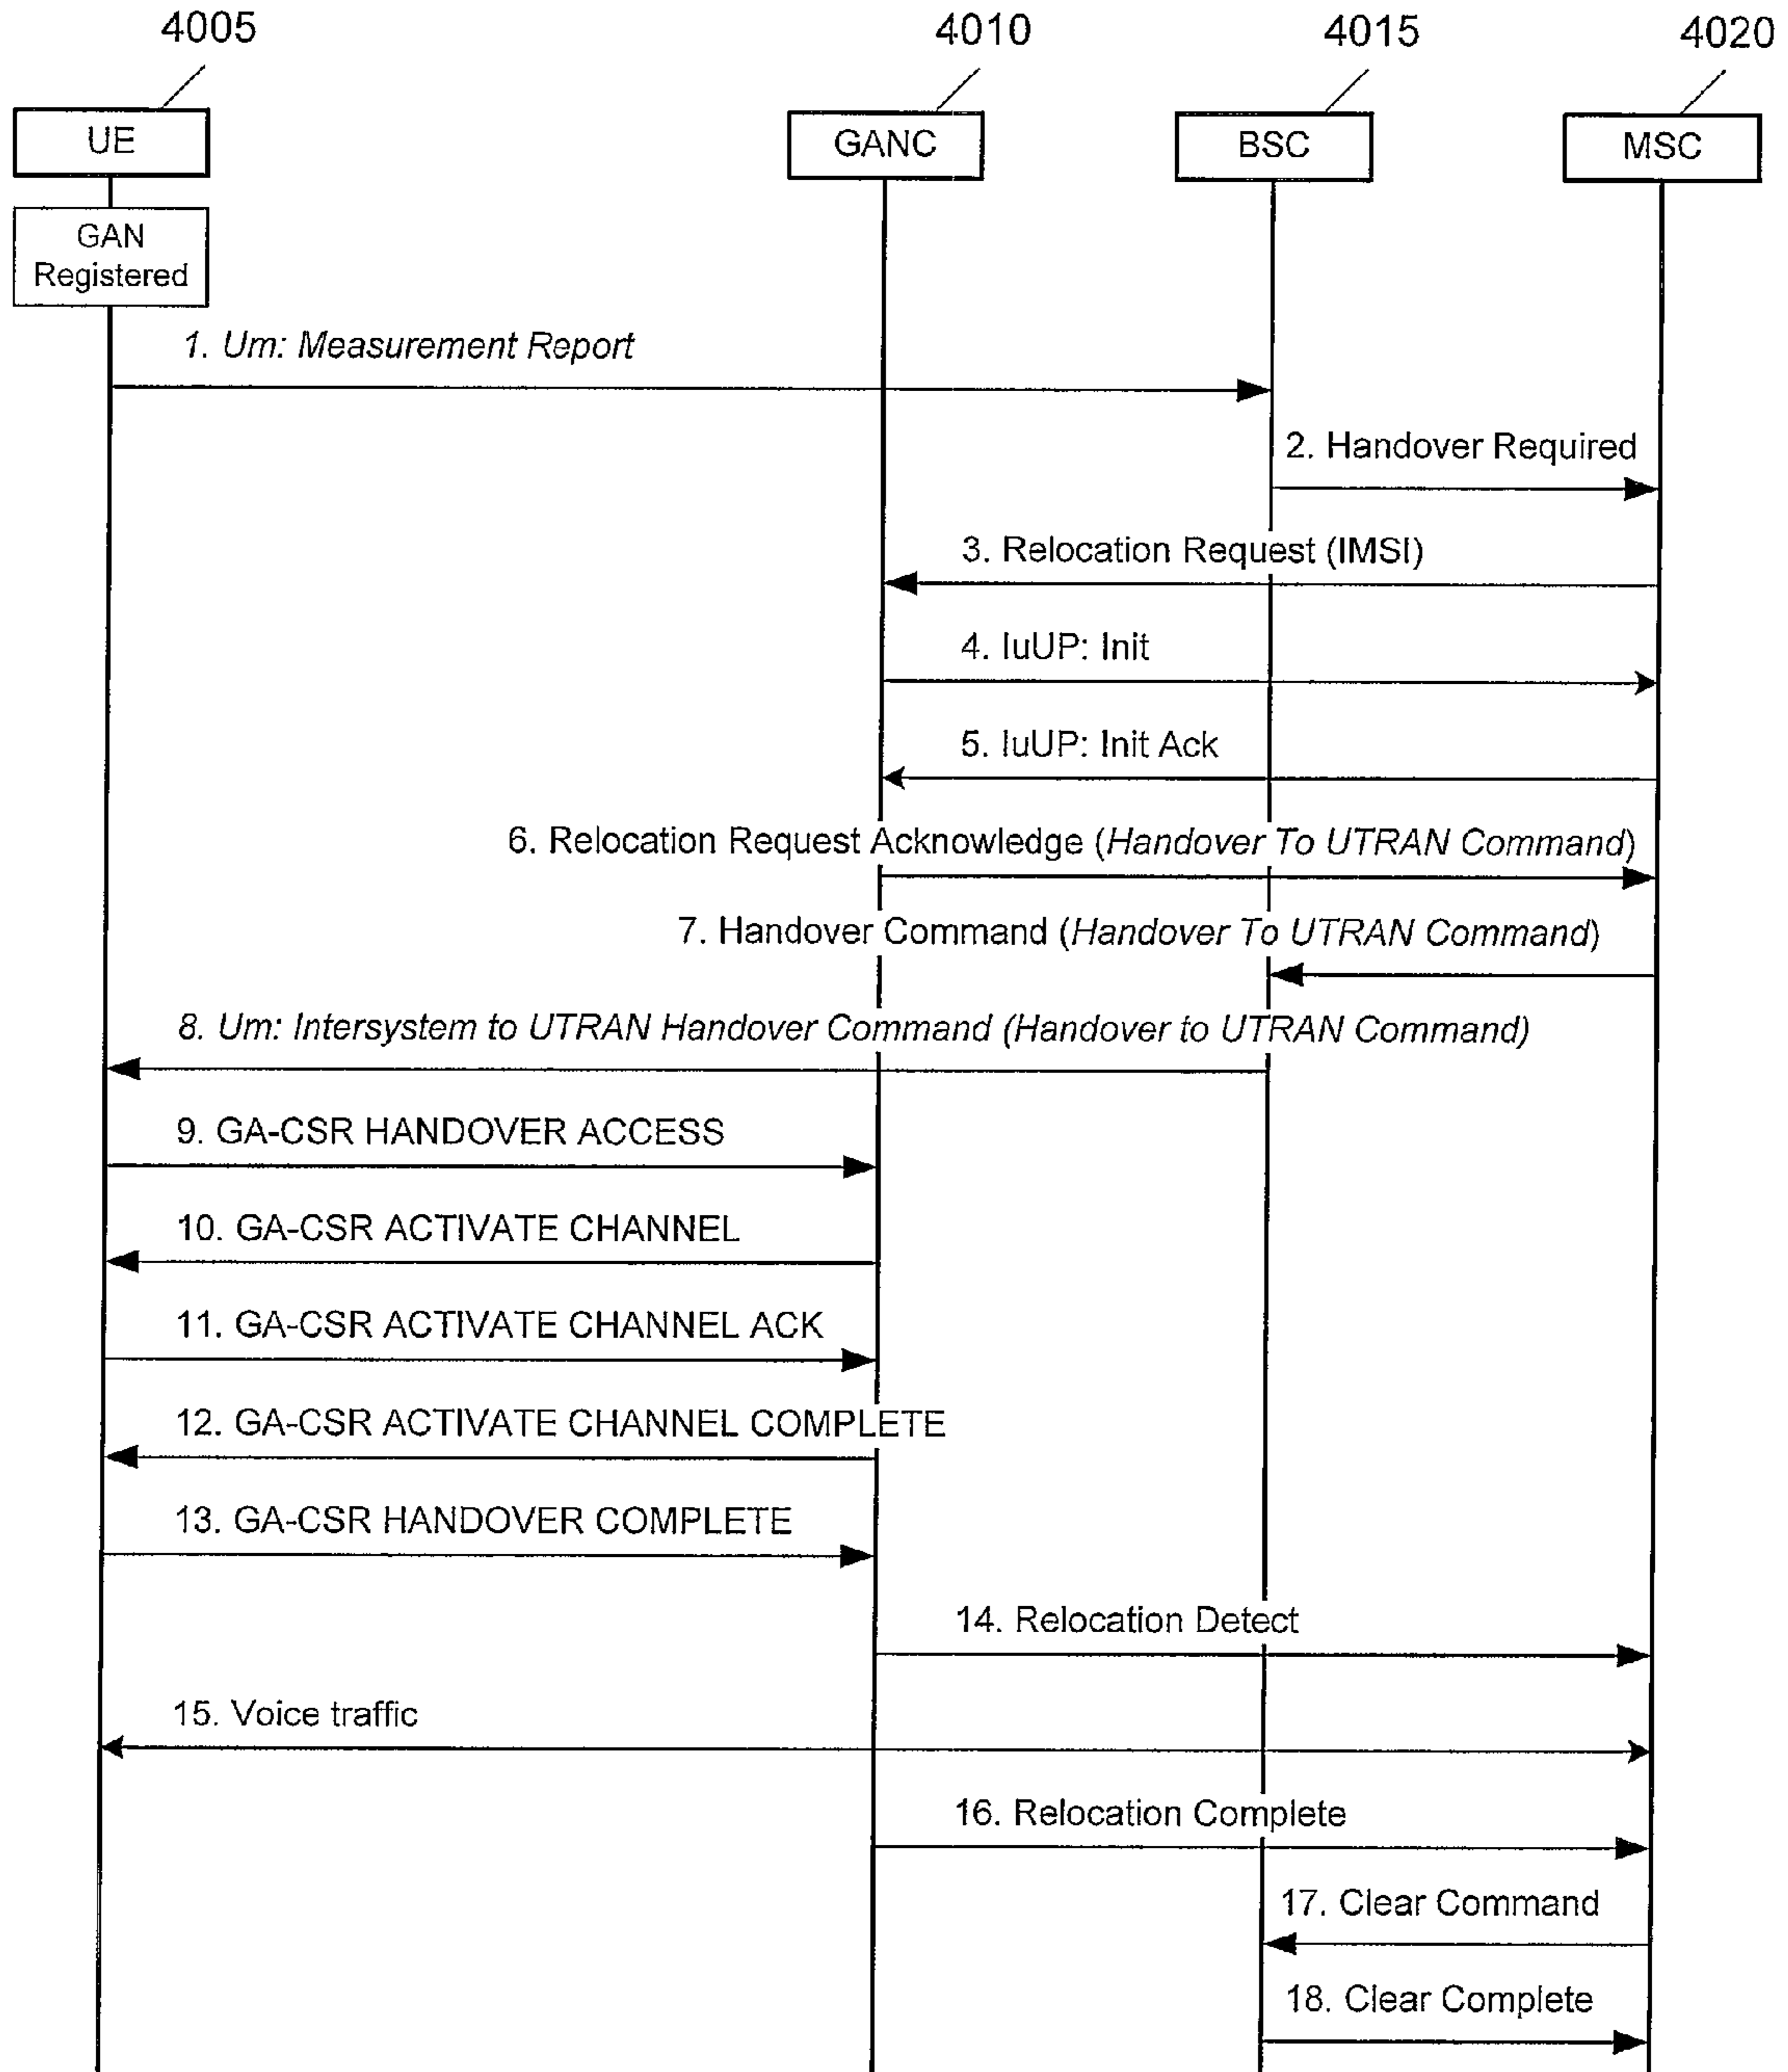 4005 4010 4015 4020
UE GANC BSC MSC
GAN
Registered
1. Um: Measurement Report
2. Handover Required
3. Relocation Request (IMSI)
4. IuUP: Init
5. IuUP: Init Ack
6. Relocation Request Acknowledge (Handover To UTRAN Command)
7. Handover Command (Handover To UTRAN Command)
8. Um: Intersystem to UTRAN Handover Command (Handover to UTRAN Command)
9. GA-CSR HANDOVER ACCESS
10. GA-CSR ACTIVATE CHANNEL
11. GA-CSR ACTIVATE CHANNEL ACK
12. GA-CSR ACTIVATE CHANNEL COMPLETE
13. GA-CSR HANDOVER COMPLETE
14. Relocation Detect
15. Voice traffic
16. Relocation Complete
17. Clear Command
18. Clear Complete